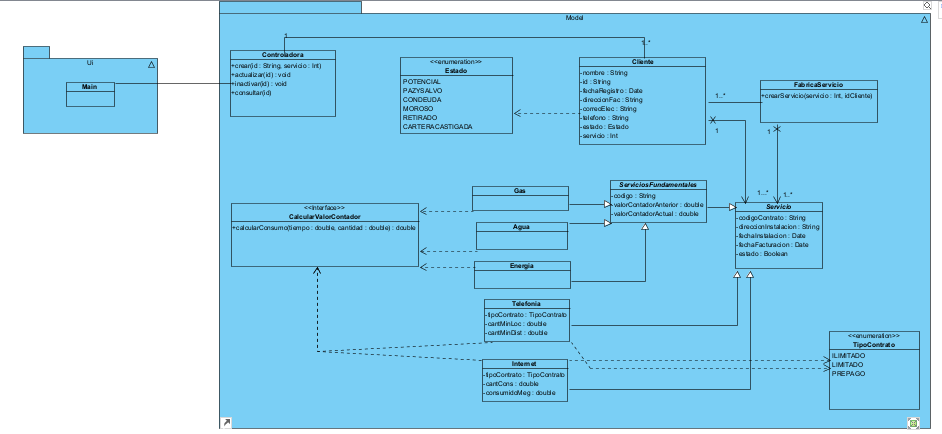 Model
Ui
Main
1
1..*
Controladora
+crear(id : String, servicio : Int)
+actualizar(id) : void
+inactivar(id) : void
+consultar(id)
<<enumeration>>
Estado
POTENCIAL
PAZYSALVO
CONDEUDA
MOROSO
RETIRADO
CARTERACASTIGADA
Cliente
-nombre : String
-id : String
-fechaRegistro : Date
-direccionFac : String
-correoElec : String
-telefono : String
-estado : Estado
-servicio : Int
1...*
FabricaServicio
+crearServicio(servicio : Int, idCliente)
1
1
1...*
1..*
ServiciosFundamentales
-codigo : String
-valorContadorAnterior : double
-valorContadorActual : double
Servicio
-codigoContrato : String
-direccionInstalacion : String
-fechaInstalacion : Date
-fechaFacturacion : Date
-estado : Boolean
<<Interface>>
CalcularValorContador
+calcularConsumo(tiempo : double, cantidad : double) : double
Gas
Agua
Energia
Telefonia
-tipoContrato : TipoContrato
-cantMinLoc : double
-cantMinDist : double
Internet
-tipoContrato : TipoContrato
-cantCons : double
-consumidoMeg : double
<<enumeration>>
TipoContrato
ILIMITADO
LIMITADO
PREPAGO